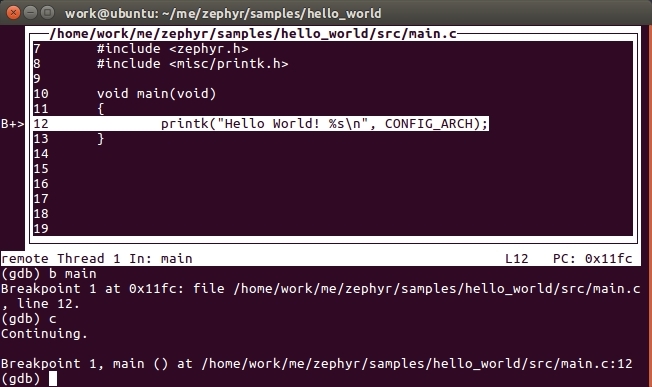 work@ubuntu: ~/me/zephyr/samples/hello_world
/home/work/me/zephyr/samples/hello_world/src/main.c
7 #include <zephyr.h>
8 #include <misc/printk.h>
9
10 void main(void)
11 {
B+> 12 printk("Hello World! %s\n", CONFIG_ARCH);
13 }
14
15
16
17
18
19
remote Thread 1 In: main L12 PC: 0x11fc
(gdb) b main
Breakpoint 1 at 0x11fc: file /home/work/me/zephyr/samples/hello_world/src/main.c
, line 12.
(gdb) c
Continuing.
Breakpoint 1, main () at /home/work/me/zephyr/samples/hello_world/src/main.c:12
(gdb)